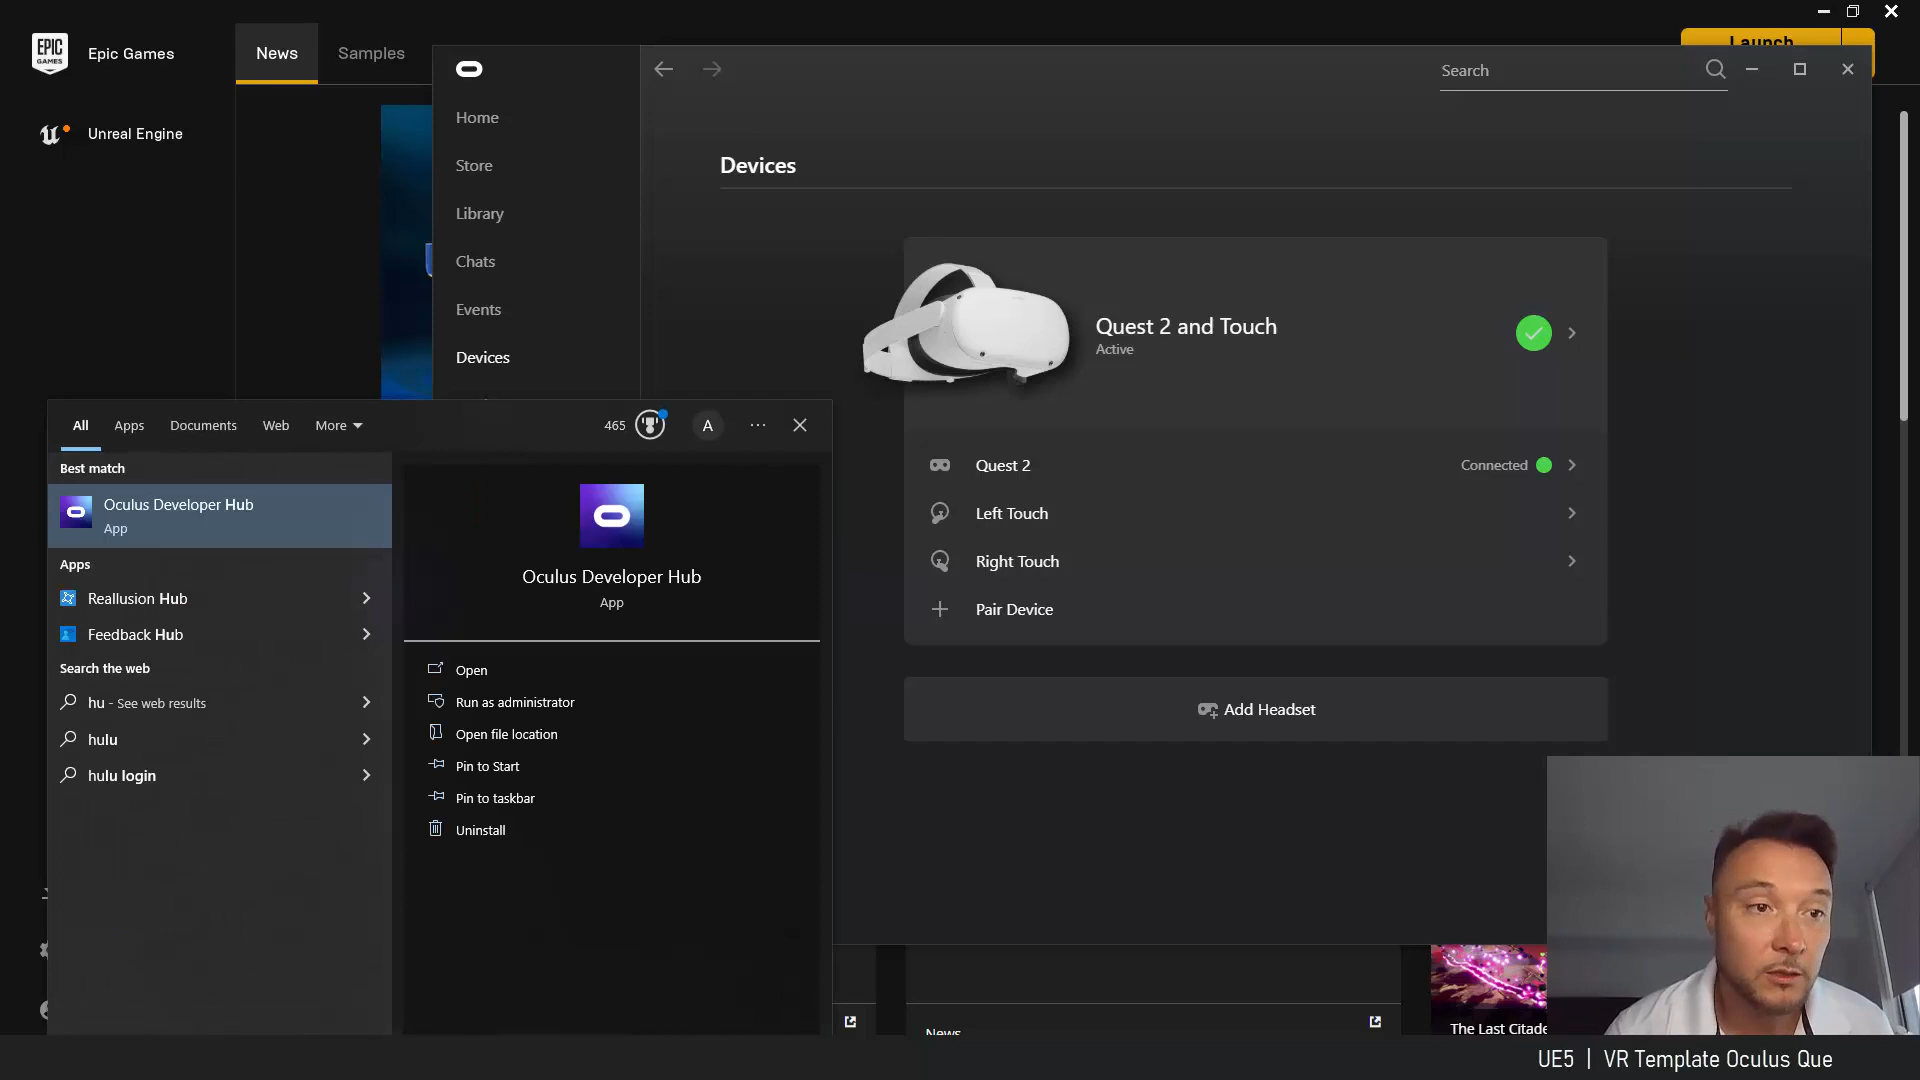 EPIC
GAMES
Epic Games
News
Samples
Launch
Unreal Engine
Search
Home
Store
Library
Chats
Events
Devices
Devices
Quest 2 and Touch
Active
Quest 2
Connected
Left Touch
Right Touch
Pair Device
Add Headset
All
Apps
Documents
Web
More
465
A
Best match
Oculus Developer Hub
App
Apps
Reallusion Hub
Feedback Hub
Search the web
hu - See web results
hulu
hulu login
Oculus Developer Hub
App
Open
Run as administrator
Open file location
Pin to Start
Pin to taskbar
Uninstall
News
The Last Citade
UE5 | VR Template Oculus Que